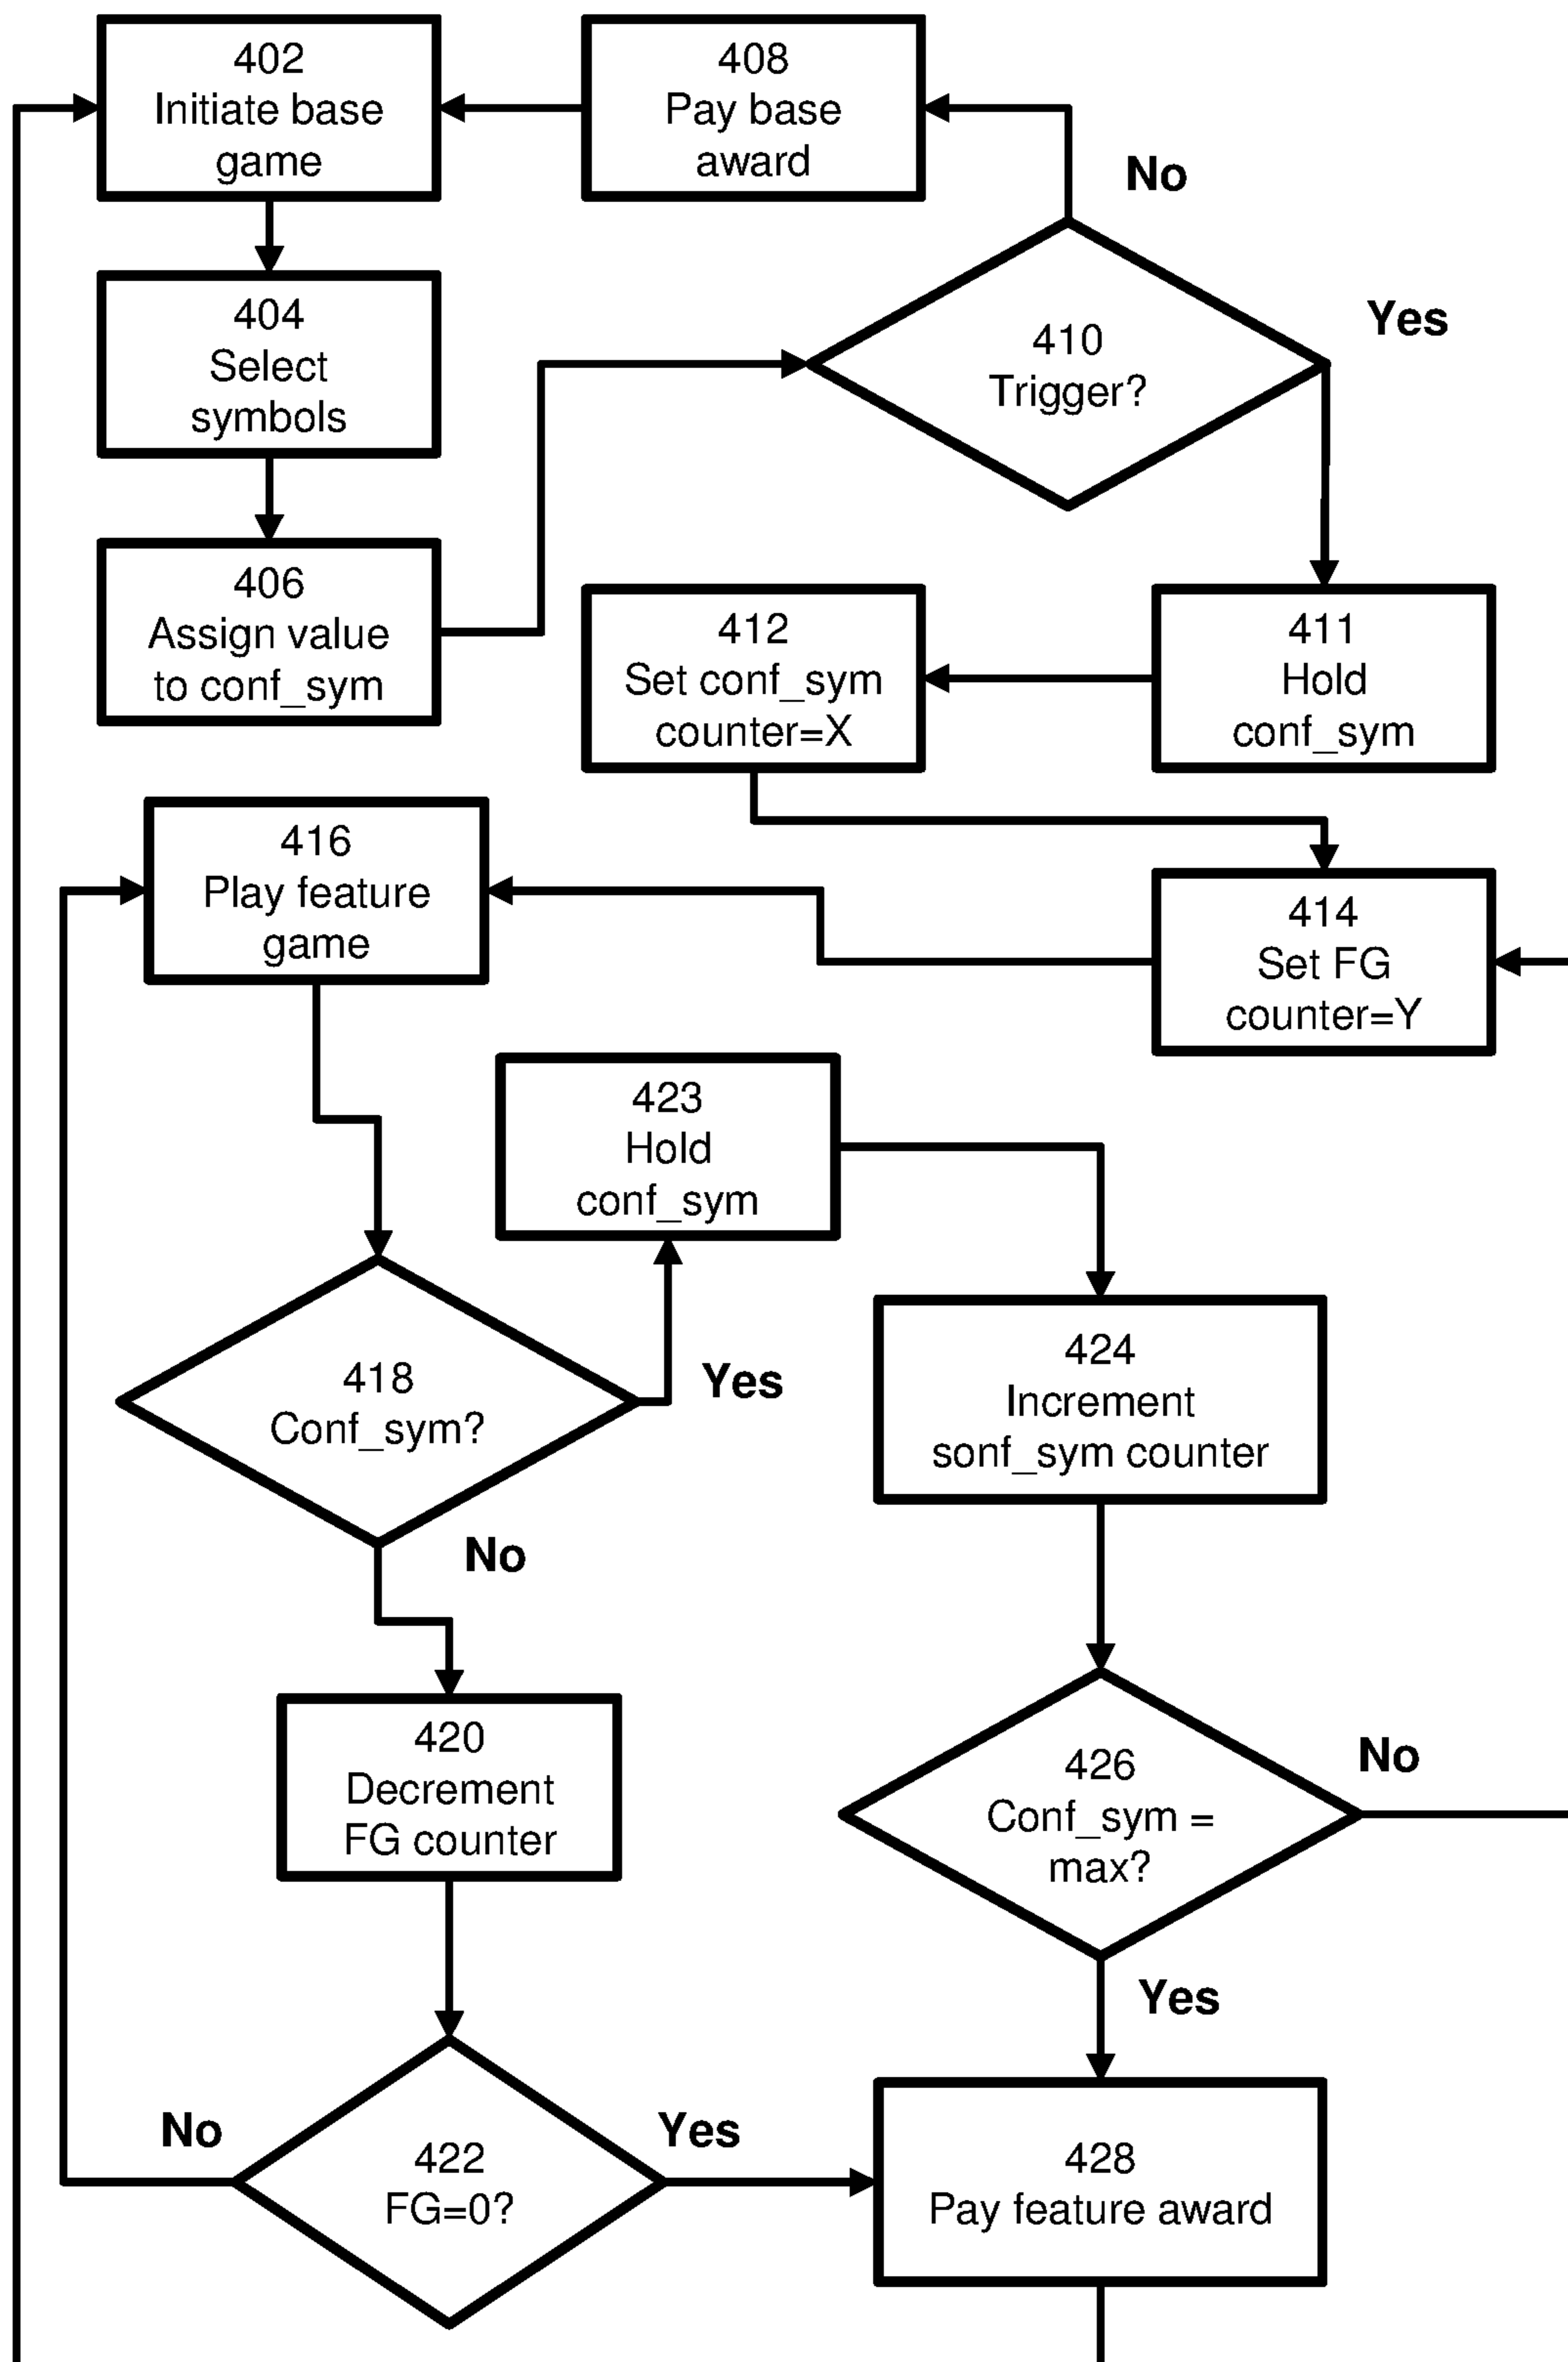 402
Initiate base
game
408
Pay base
award
No
404
Select
symbols
410
Trigger?
Yes
406
Assign value
to conf_sym
412
Set conf_sym
counter=X
411
Hold
conf_sym
416
Play feature
game
414
Set FG
counter=Y
423
Hold
conf_sym
418
Conf_sym?
Yes
No
424
Increment
sonf_sym counter
420
Decrement
FG counter
426
Conf_sym =
max?
No
Yes
422
FG=0?
No
Yes
428
Pay feature award